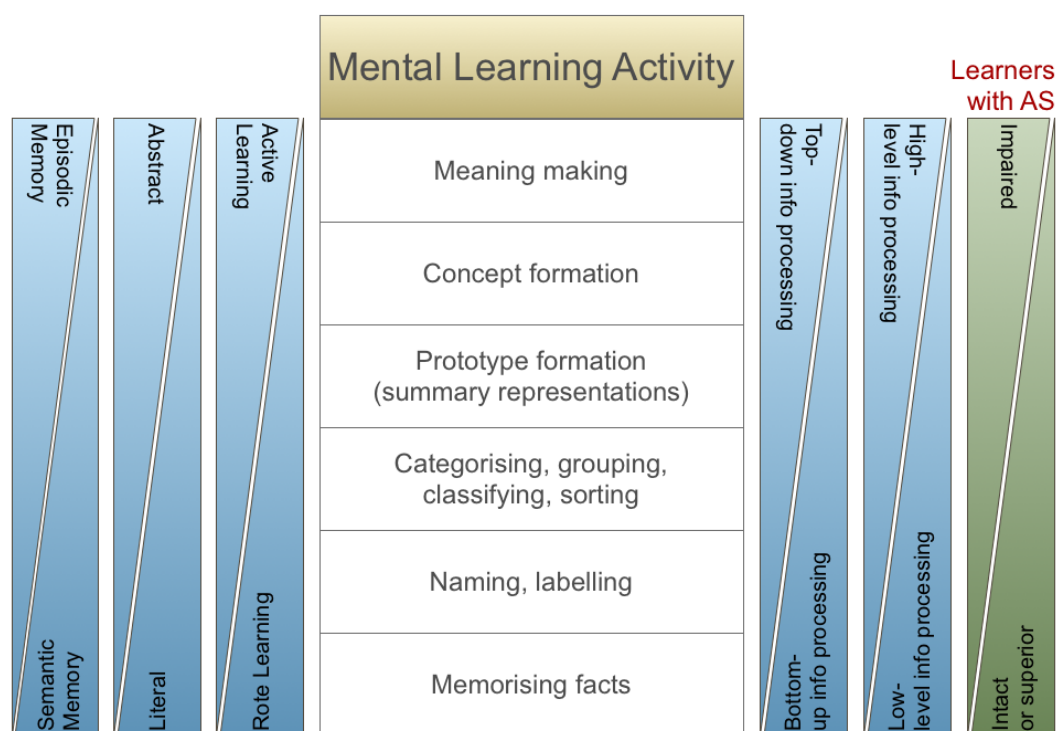 Mental Learning Activity
Learners
with AS
Episodic
Memory
Abstract
Active
Learning
Meaning making
Concept formation
Prototype formation
(summary representations)
Categorising, grouping,
classifying, sorting
Naming, labelling
Memorising facts
Top-
down info processing
High-
level info processing
Impaired
Semantic
Memory
Literal
Rote Learning
Bottom-
up info processing
Low-
level info processing
Intact
or superior